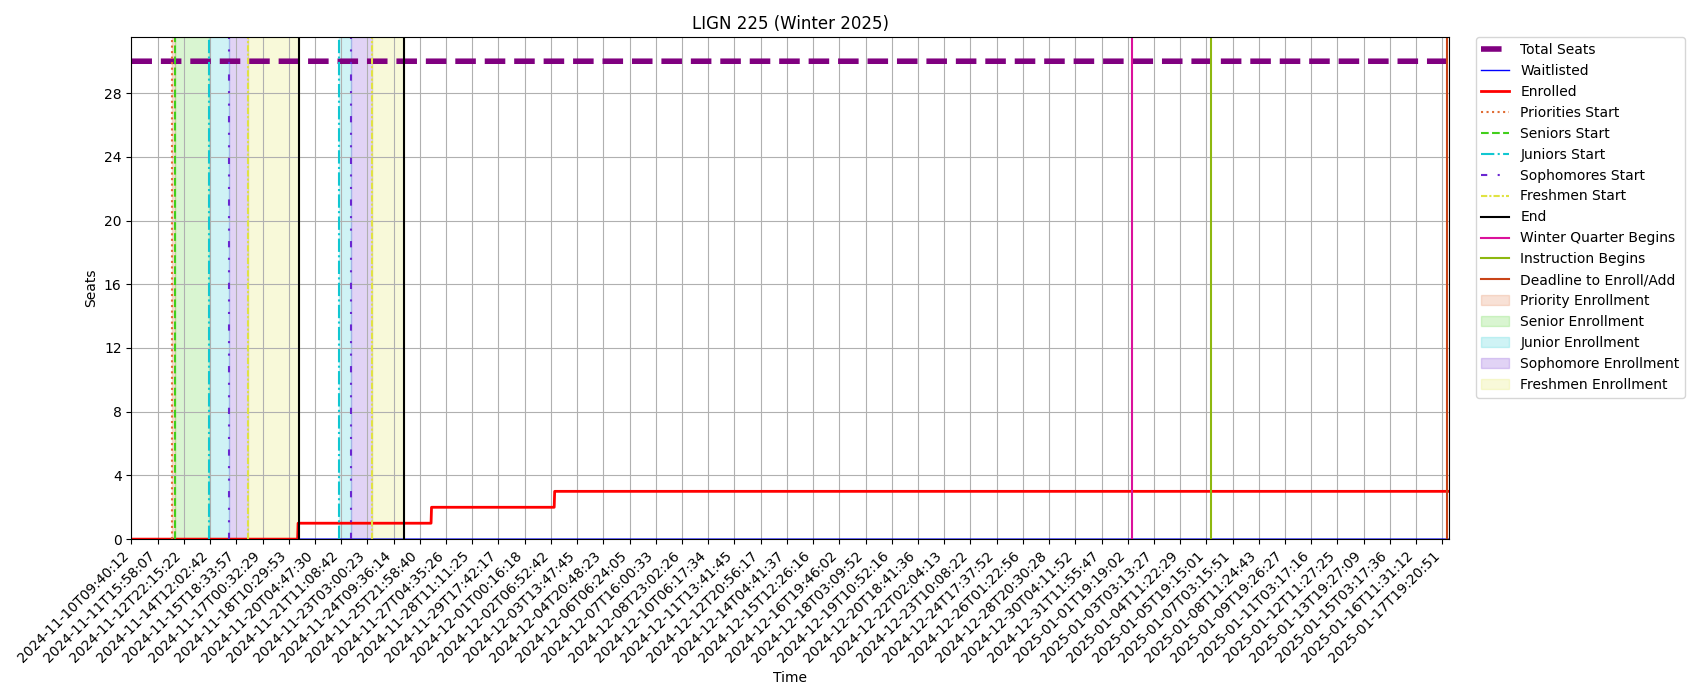 LIGN 225 (Winter 2025)
Seats
28
24
20
16
12
8
4
0
2024-11-10T09:40:12
2024-11-11T15:58:07
2024-11-12T22:15:22
2024-11-14T12:02:42
2024-11-15T18:33:57
2024-11-17T00:32:29
2024-11-18T10:29:53
2024-11-20T04:47:30
2024-11-21T11:08:42
2024-11-23T03:00:23
2024-11-24T09:36:14
2024-11-25T21:58:40
2024-11-27T04:35:26
2024-11-28T11:11:25
2024-11-29T17:42:17
2024-12-01T00:16:18
2024-12-02T06:52:42
2024-12-03T13:47:45
2024-12-04T20:48:23
2024-12-06T06:24:05
2024-12-07T16:00:33
2024-12-08T23:02:26
2024-12-10T06:17:34
2024-12-11T13:41:45
2024-12-12T20:56:17
2024-12-14T04:41:37
2024-12-15T12:26:16
2024-12-16T19:46:02
2024-12-18T03:09:52
2024-12-19T10:52:16
2024-12-20T18:41:36
2024-12-22T02:04:13
2024-12-23T10:08:22
2024-12-24T17:37:52
2024-12-26T01:22:56
2024-12-28T20:30:28
2024-12-30T04:11:52
2024-12-31T11:55:47
2025-01-01T19:19:02
2025-01-03T03:13:27
2025-01-04T11:22:29
2025-01-05T19:15:01
2025-01-07T03:15:51
2025-01-08T11:24:43
2025-01-09T19:26:27
2025-01-11T03:17:16
2025-01-12T11:27:25
2025-01-13T19:27:09
2025-01-15T03:17:36
2025-01-16T11:31:12
2025-01-17T19:20:51
Time
Total Seats
Waitlisted
Enrolled
Priorities Start
Seniors Start
Juniors Start
Sophomores Start
Freshmen Start
End
Winter Quarter Begins
Instruction Begins
Deadline to Enroll/Add
Priority Enrollment
Senior Enrollment
Junior Enrollment
Sophomore Enrollment
Freshmen Enrollment